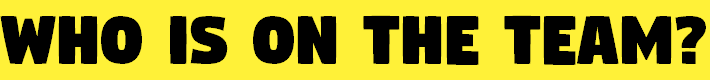 WHO IS ON THE TEAM?